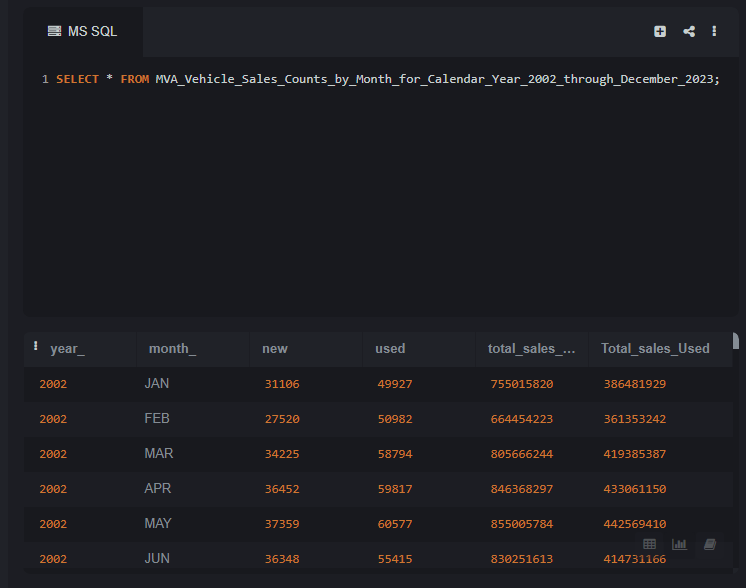 MS SQL
1 SELECT * FROM MVA_Vehicle_Sales_Counts_by_Month_for_Calendar_Year_2002_through_December_2023;
year_ month_ new used total_sales_... Total_sales_Used
2002 JAN 31106 49927 755015820 386481929
2002 FEB 27520 50982 664454223 361353242
2002 MAR 34225 58794 805666244 419385387
2002 APR 36452 59817 846368297 433061150
2002 MAY 37359 60577 855005784 442569410
2002 JUN 36348 55415 830251613 414731166